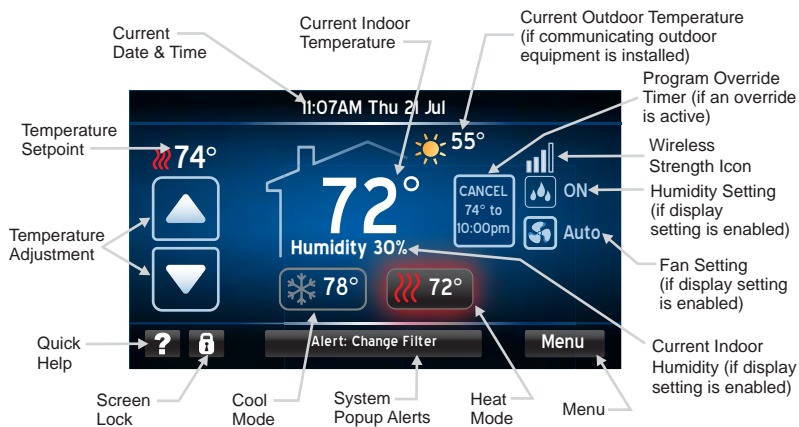 Current
Date & Time
Current Indoor
Temperature
Current Outdoor Temperature
(if communicating outdoor
equipment is installed)
Program Override
Timer (if an override
is active)
11:07AM Thu 21 Jul
Temperature
Setpoint
74°
55°
Wireless
Strength Icon
72°
CANCEL
74° to
10:00pm
ON
Humidity Setting
(if display
setting is enabled)
Temperature
Adjustment
Humidity 30%
Auto
Fan Setting
(if display setting
is enabled)
78°
72°
Quick
Help
?
Alert: Change Filter
Menu
Current Indoor
Humidity (if display
setting is enabled)
Screen
Lock
Cool
Mode
System
Popup Alerts
Heat
Mode
Menu